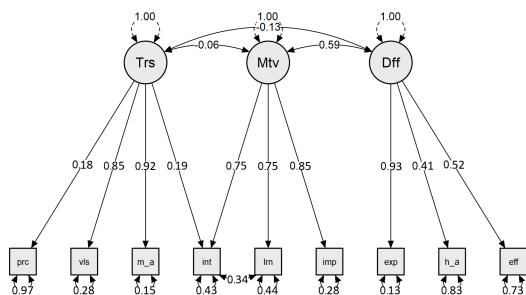 1.00 1.00 1.00
-0.13
-0.06 0.59
Trs Mtv Dff
0.18 0.85 0.92 0.19 0.75 0.75 0.85 0.93 0.41 0.52
prc vls m_a int lrn imp exp h_a eff
0.34
0.97 0.28 0.15 0.43 0.44 0.28 0.13 0.83 0.73